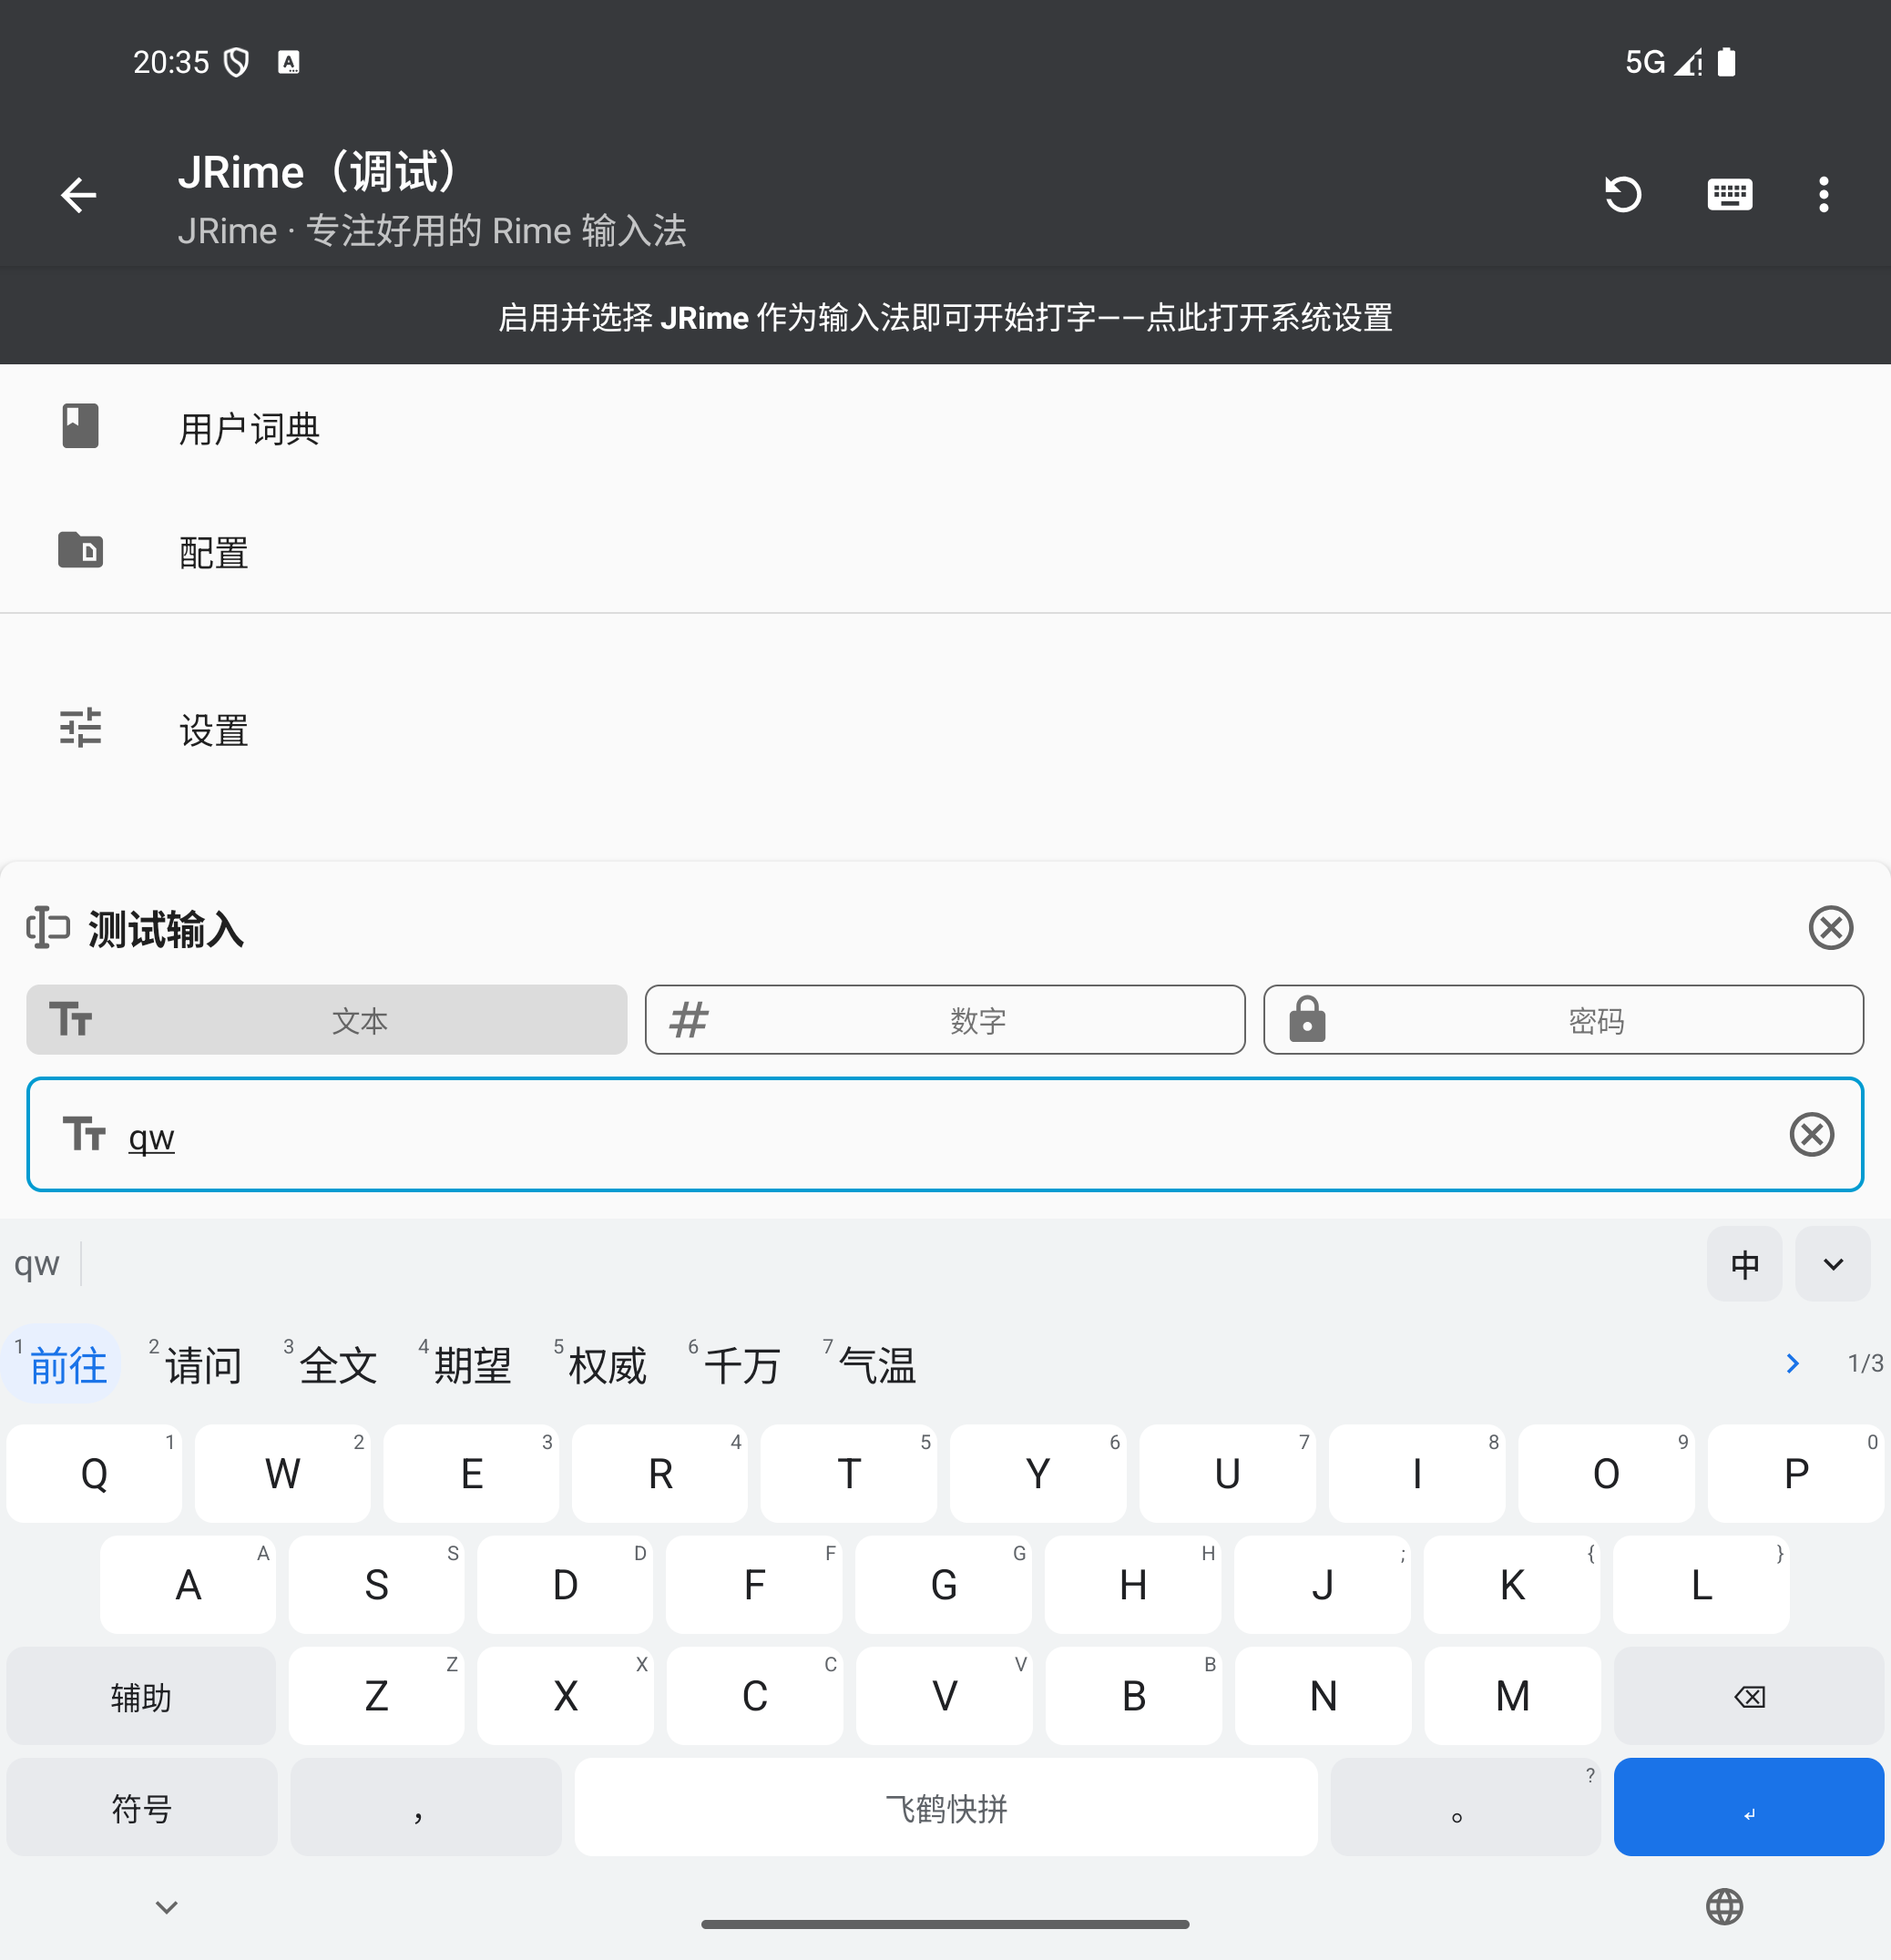 20:35
5G
JRime（调试）
JRime · 专注好用的 Rime 输入法
启用并选择 JRime 作为输入法即可开始打字——点此打开系统设置
用户词典
配置
设置
测试输入
文本 数字 密码
qw
qw 中
1 前往 2 请问 3 全文 4 期望 5 权威 6 千万 7 气温 1/3
Q 1 W 2 E 3 R 4 T 5 Y 6 U 7 I 8 O 9 P 0
A A S S D D F F G G H H J ; K { L }
辅助 Z Z X X C C V V B B N M
符号 ， 飞鹤快拼 。 ?